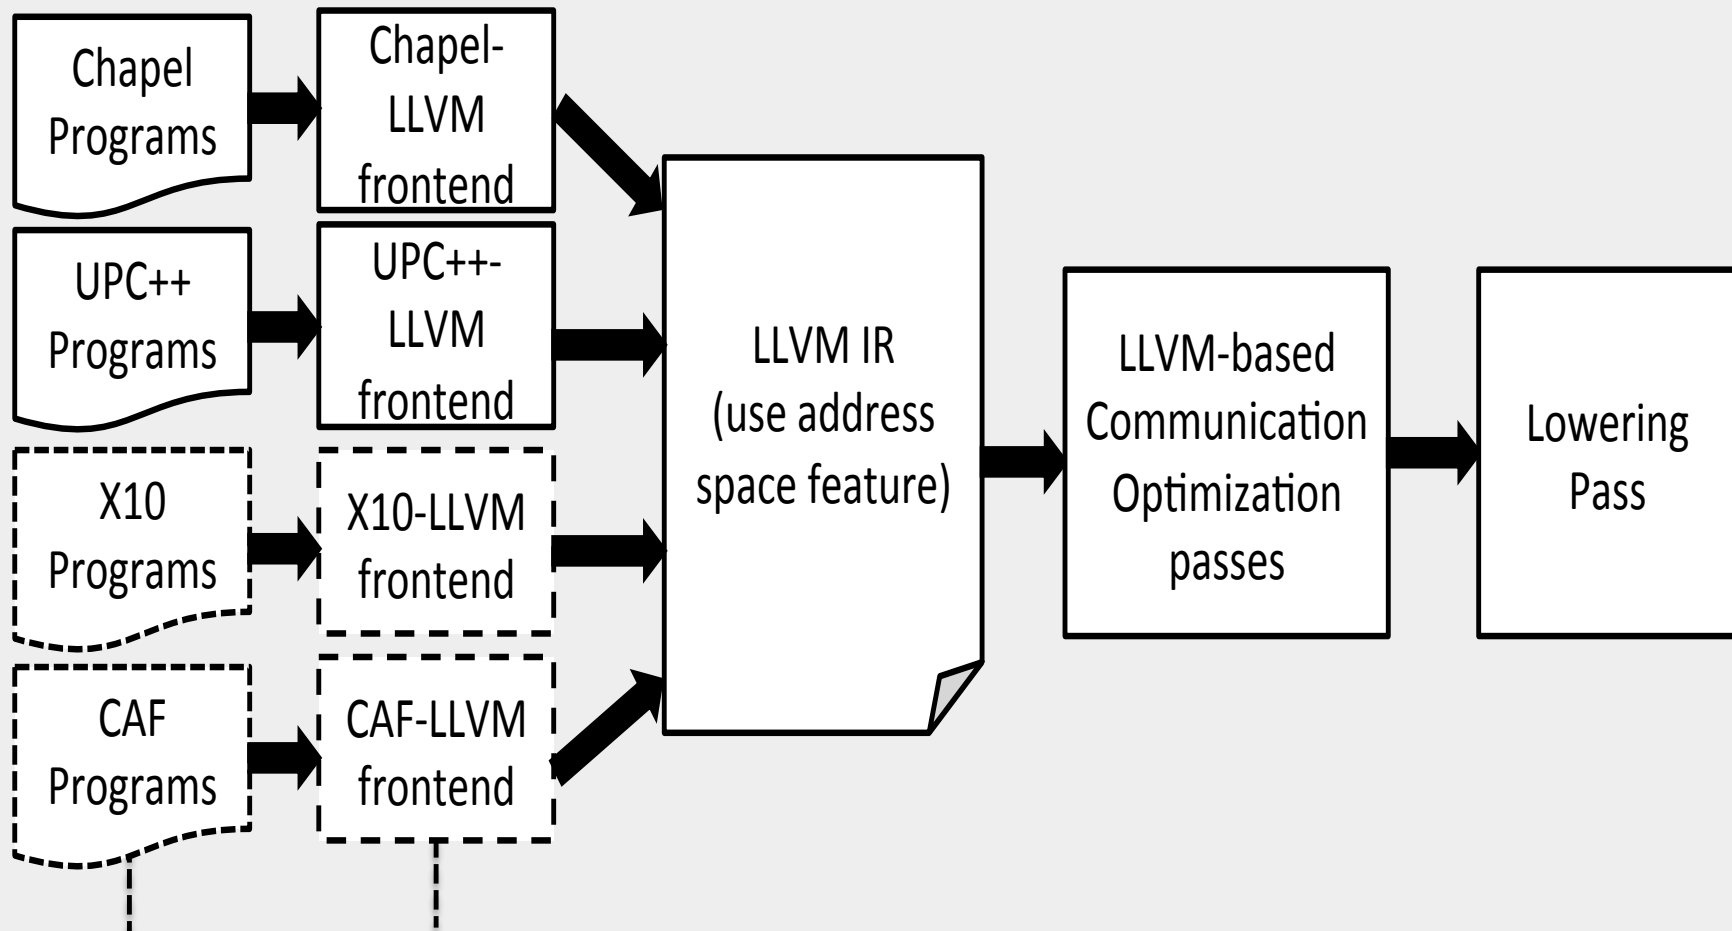 Chapel
Programs
Chapel-
LLVM
frontend
UPC++
Programs
UPC++-
LLVM
frontend
X10
Programs
X10-LLVM
frontend
CAF
Programs
CAF-LLVM
frontend
LLVM IR
(use address
space feature)
LLVM-based
Communication
Optimization
passes
Lowering
Pass